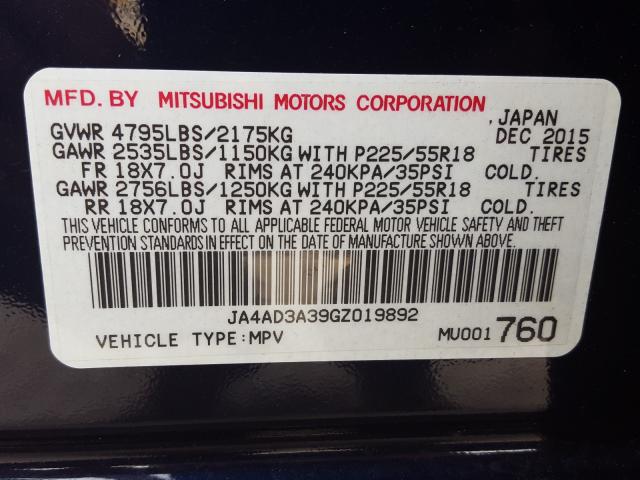 MFD. BY MITSUBISHI MOTORS CORPORATION , JAPAN
GVWR 4795LBS/2175KG DEC 2015
GAWR 2535LBS/1150KG WITH P225/55R18 TIRES
FR 18X7.0J RIMS AT 240KPA/35PSI COLD.
GAWR 2756LBS/1250KG WITH P225/55R18 TIRES
RR 18X7.0J RIMS AT 240KPA/35PSI COLD.
THIS VEHICLE CONFORMS TO ALL APPLICABLE FEDERAL MOTOR VEHICLE SAFETY AND THEFT
PREVENTION STANDARDS IN EFFECT ON THE DATE OF MANUFACTURE SHOWN ABOVE.
JA4AD3A39GZ019892
VEHICLE TYPE:MPV MU001 760